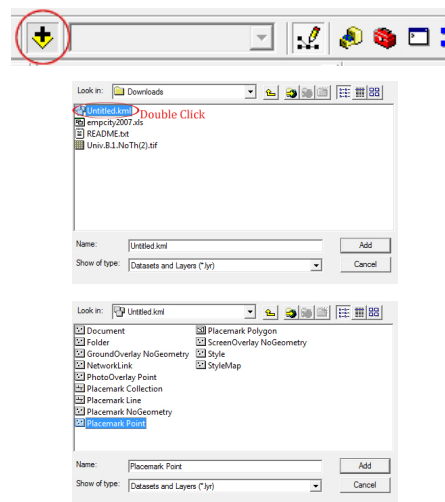 Look in: Downloads
Untitled.kml Double Click
empcity2007.xls
README.txt
Univ.B.1.NoTh(2).tif
Name: Untitled.kml Add
Show of type: Datasets and Layers (*.lyr) Cancel
Look in: Untitled.kml
Document Placemark Polygon
Folder ScreenOverlay NoGeometry
GroundOverlay NoGeometry Style
NetworkLink StyleMap
PhotoOverlay Point
Placemark Collection
Placemark Line
Placemark NoGeometry
Placemark Point
Name: Placemark Point Add
Show of type: Datasets and Layers (*.lyr) Cancel